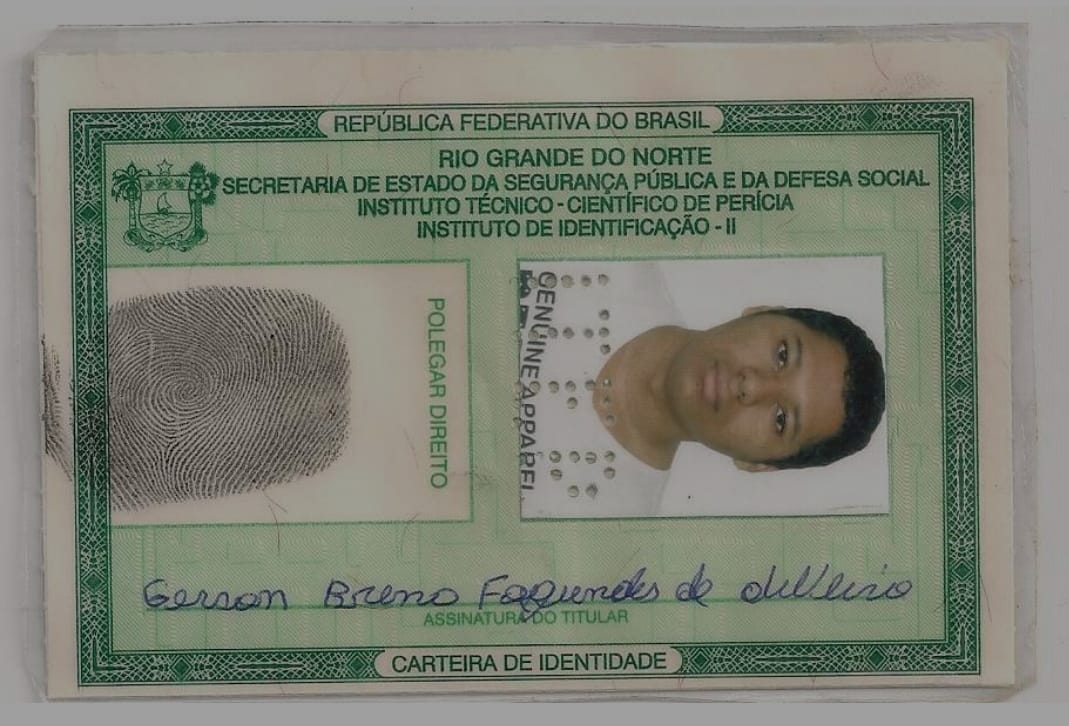 REPÚBLICA FEDERATIVA DO BRASIL
RIO GRANDE DO NORTE
SECRETARIA DE ESTADO DA SEGURANÇA PÚBLICA E DA DEFESA SOCIAL
INSTITUTO TÉCNICO - CIENTÍFICO DE PERÍCIA
INSTITUTO DE IDENTIFICAÇÃO - II
POLEGAR DIREITO
GENUINE APPAREL
Gerson Breno Fagundes de Oliveira
ASSINATURA DO TITULAR
CARTEIRA DE IDENTIDADE